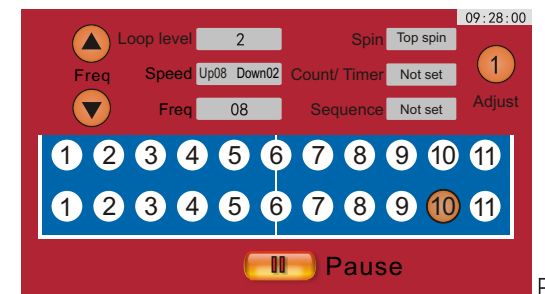 09:28:00
Loop level 2 Spin Top spin
Freq Speed Up08 Down02 Count/ Timer Not set 1
Freq 08 Sequence Not set Adjust
1 2 3 4 5 6 7 8 9 10 11
1 2 3 4 5 6 7 8 9 10 11
Pause